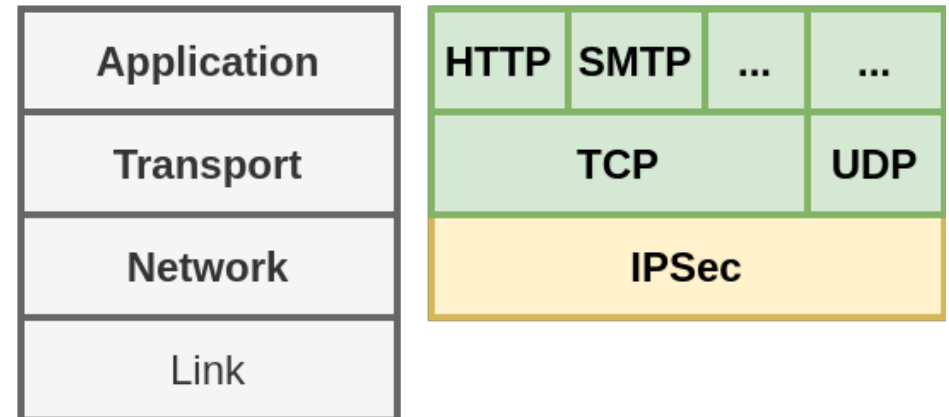 Application
HTTP SMTP ... ...
Transport
TCP UDP
Network
IPSec
Link